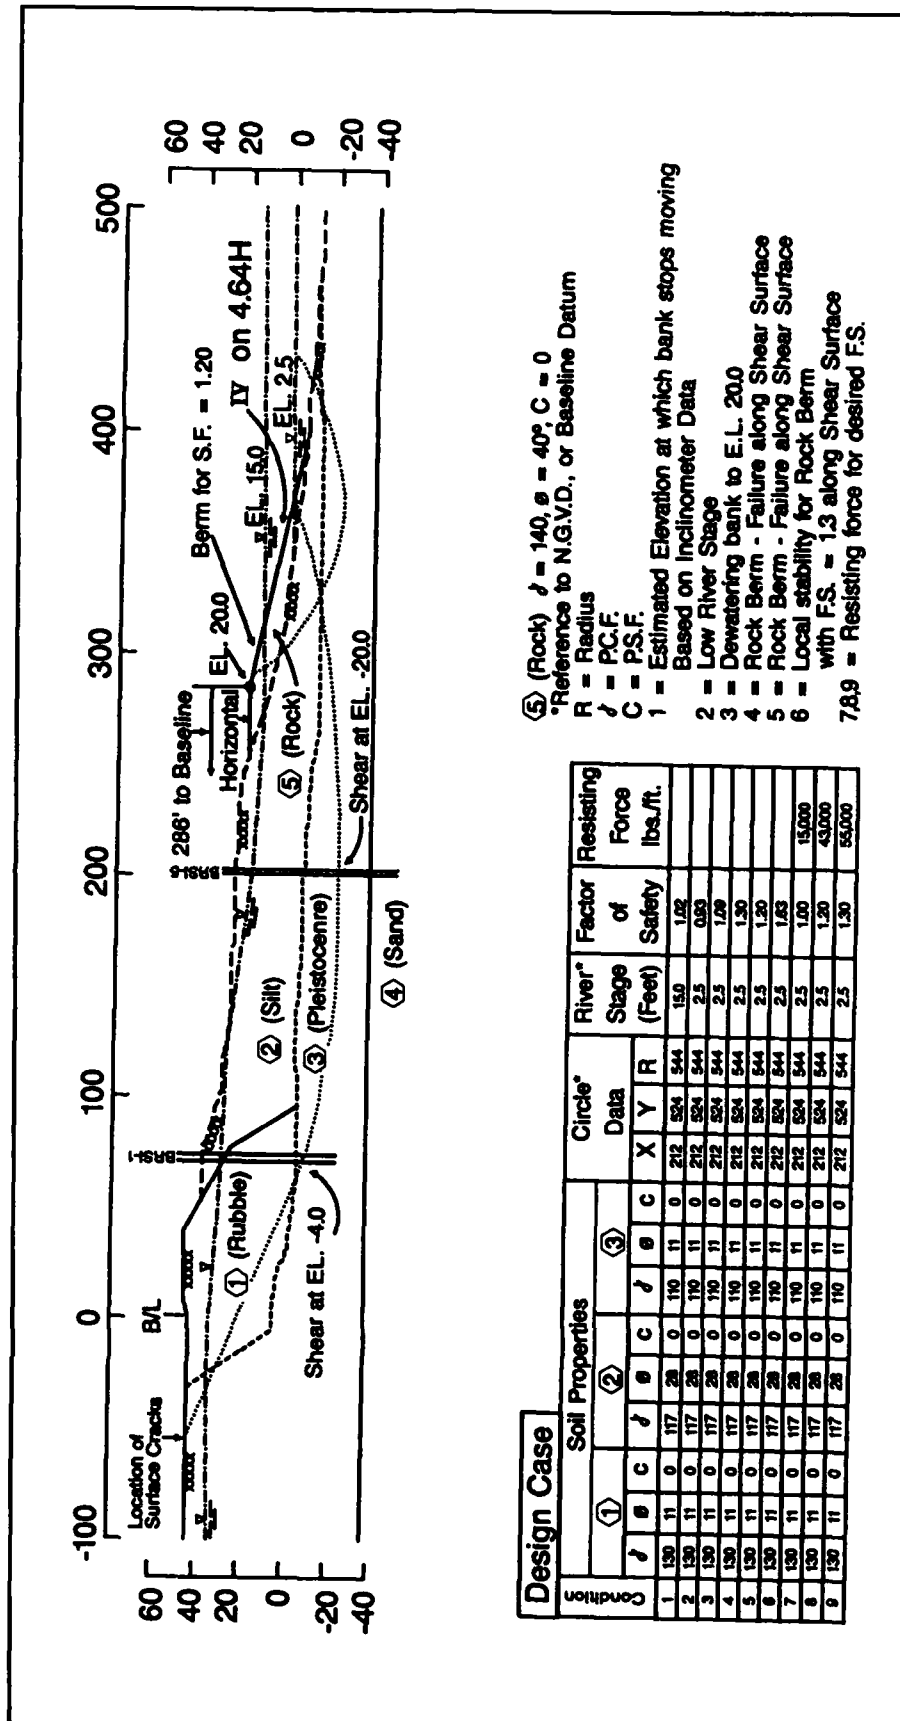 -100 0 100 200 300 400 500
60
40
20
0
-20
-40
60
40
20
0
-20
-40
Location of
Surface Cracks
B/L
BRSI-1
BRSI-6
286' to Baseline
Horizontal
EL. 20.0
Berm for S.F. = 1.20
IV on 4.64H
EL. 15.0
EL. 2.5
1 (Rubble)
2 (Silt)
3 (Pleistocenre)
4 (Sand)
5 (Rock)
Shear at EL. -4.0
Shear at EL. -20.0
Design Case
Condition Soil Properties Circle* Data River* Stage (Feet) Factor of Safety Resisting Force lbs./ft.
1 2 3
ɣ ø C ɣ ø C ɣ ø C X Y R
1 130 11 0 117 28 0 110 11 0 212 524 544 15.0 1.02
2 130 11 0 117 28 0 110 11 0 212 524 544 2.5 0.93
3 130 11 0 117 28 0 110 11 0 212 524 544 2.5 1.09
4 130 11 0 117 28 0 110 11 0 212 524 544 2.5 1.30
5 130 11 0 117 28 0 110 11 0 212 524 544 2.5 1.20
6 130 11 0 117 28 0 110 11 0 212 524 544 2.5 1.63
7 130 11 0 117 28 0 110 11 0 212 524 544 2.5 1.00 15,000
8 130 11 0 117 28 0 110 11 0 212 524 544 2.5 1.20 43,000
9 130 11 0 117 28 0 110 11 0 212 524 544 2.5 1.30 55,000
5 (Rock) ɣ = 140, ø = 40°, C = 0
*Reference to N.G.V.D., or Baseline Datum
R = Radius
ɣ = P.C.F.
C = P.S.F.
1 = Estimated Elevation at which bank stops moving
Based on Inclinometer Data
2 = Low River Stage
3 = Dewatering bank to E.L. 20.0
4 = Rock Berm - Failure along Shear Surface
5 = Rock Berm - Failure along Shear Surface
6 = Local stability for Rock Berm
with F.S. = 1.3 along Shear Surface
7,8,9 = Resisting force for desired F.S.